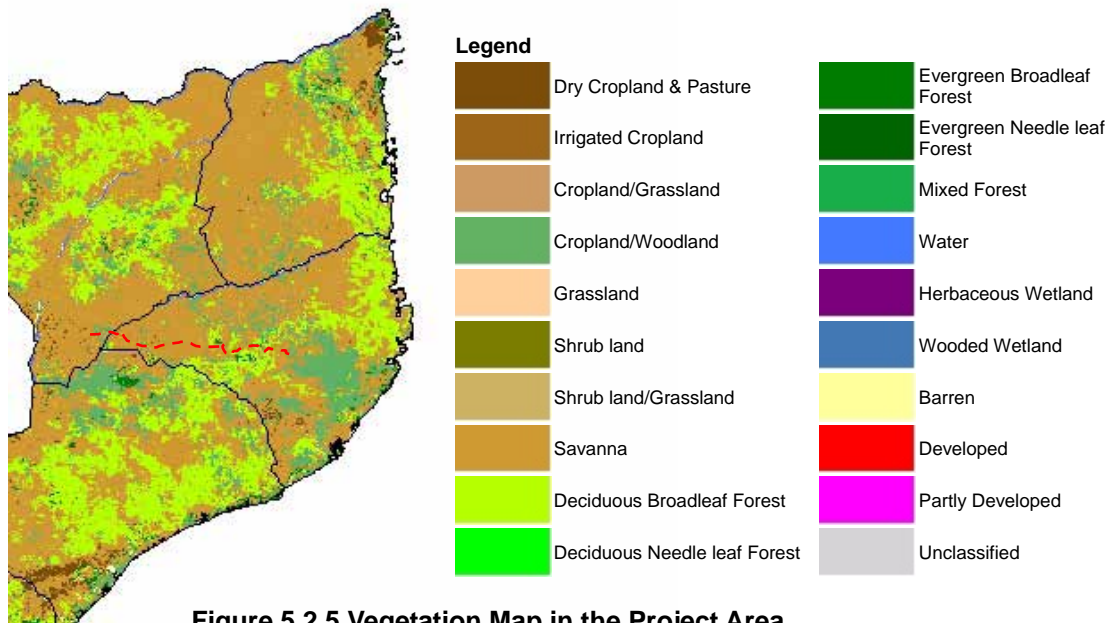 Legend
Dry Cropland & Pasture
Irrigated Cropland
Cropland/Grassland
Cropland/Woodland
Grassland
Shrub land
Shrub land/Grassland
Savanna
Deciduous Broadleaf Forest
Deciduous Needle leaf Forest
Evergreen Broadleaf
Forest
Evergreen Needle leaf
Forest
Mixed Forest
Water
Herbaceous Wetland
Wooded Wetland
Barren
Developed
Partly Developed
Unclassified
Figure 5.2.5 Vegetation Map in the Project Area